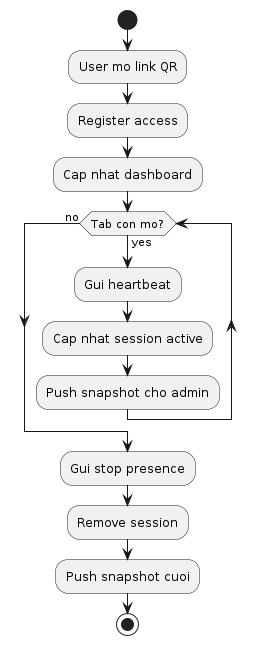 User mo link QR
Register access
Cap nhat dashboard
no
Tab con mo?
yes
Gui heartbeat
Cap nhat session active
Push snapshot cho admin
Gui stop presence
Remove session
Push snapshot cuoi